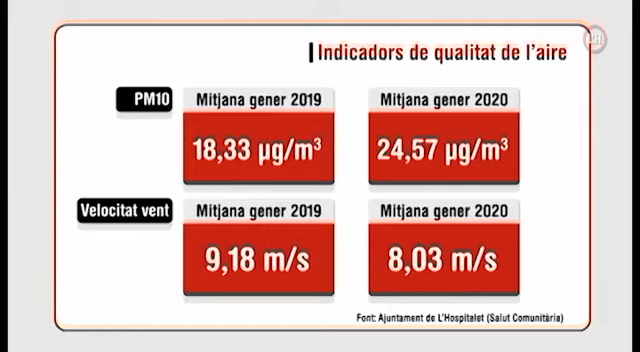 Indicadors de qualitat de l'aire
PM10
Mitjana gener 2019
Mitjana gener 2020
18,33 µg/m³
24,57 µg/m³
Velocitat vent
Mitjana gener 2019
Mitjana gener 2020
9,18 m/s
8,03 m/s
Font: Ajuntament de L'Hospitalet (Salut Comunitària)